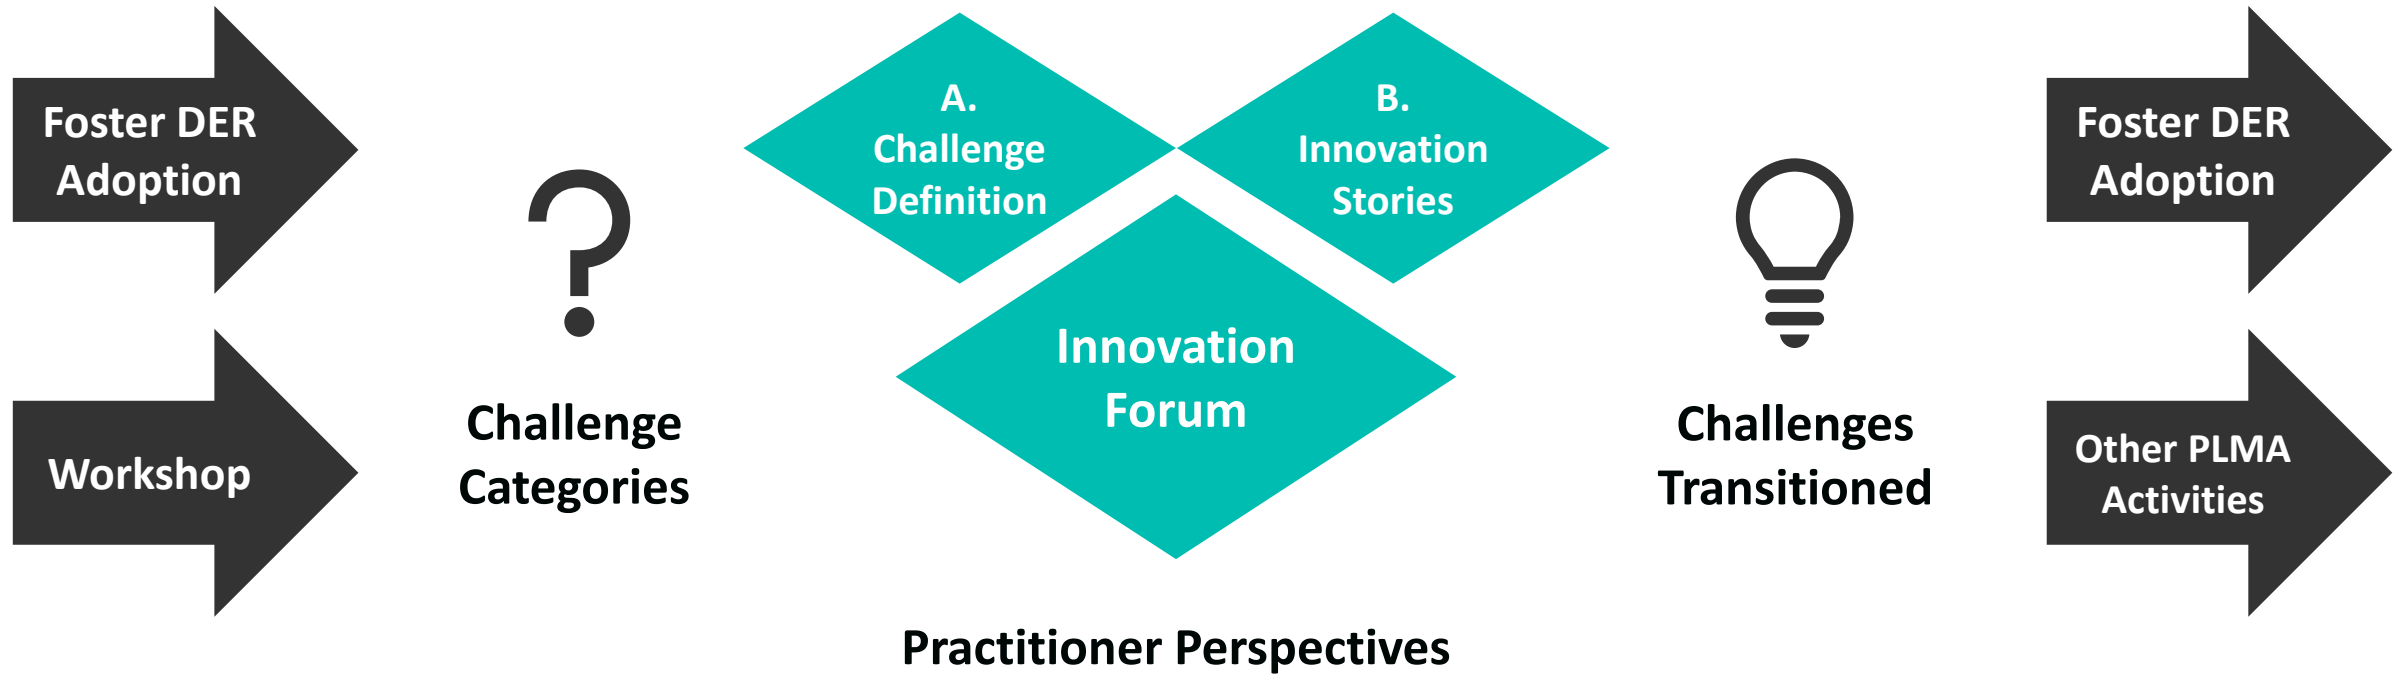 Foster DER
Adoption
Workshop
Challenge
Categories
A.
Challenge
Definition
B.
Innovation
Stories
Innovation
Forum
Practitioner Perspectives
Challenges
Transitioned
Foster DER
Adoption
Other PLMA
Activities